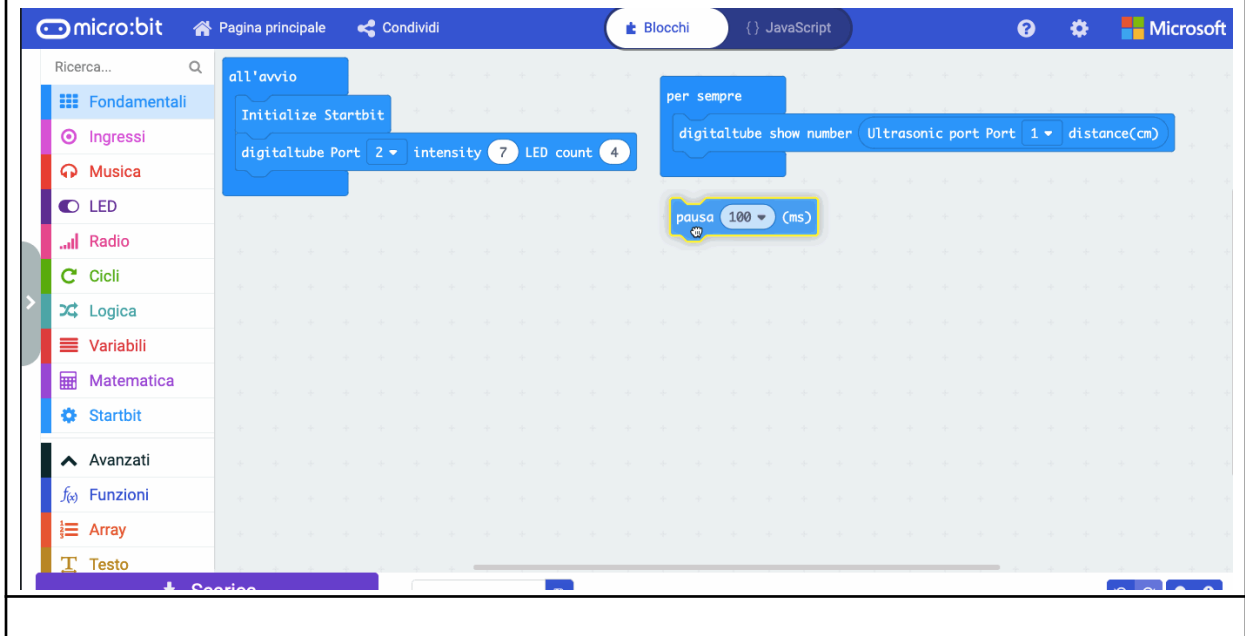 micro:bit Pagina principale Condividi Blocchi {} JavaScript ? Microsoft
Ricerca...
Fondamentali
Ingressi
Musica
LED
Radio
Cicli
Logica
Variabili
Matematica
Startbit
Avanzati
f(x) Funzioni
Array
Testo
all'avvio
Initialize Startbit
digitaltube Port 2 intensity 7 LED count 4
per sempre
digitaltube show number Ultrasonic port Port 1 distance(cm)
pausa 100 (ms)